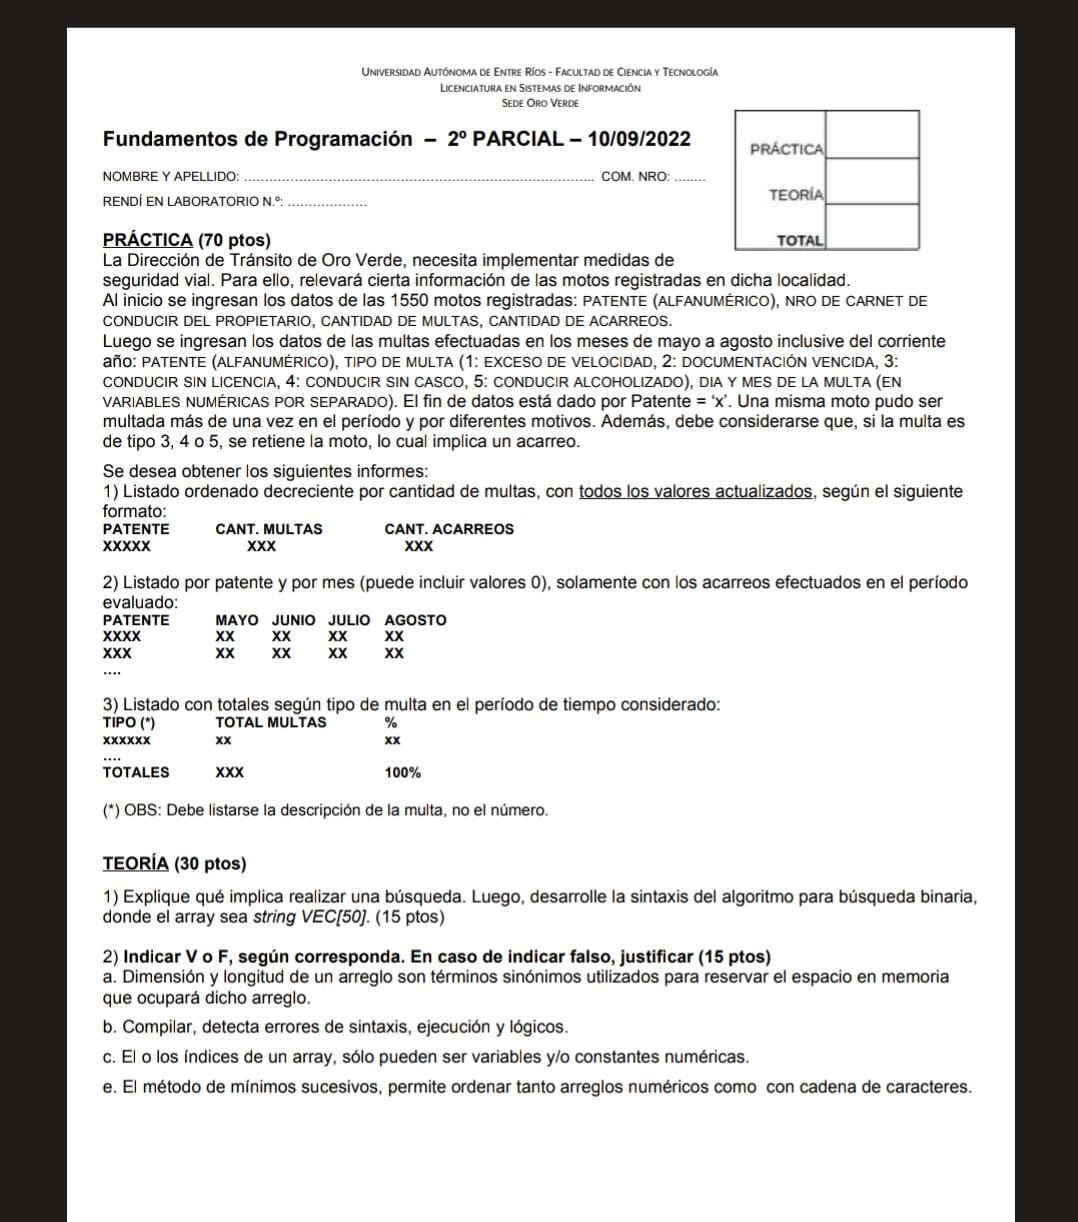 UNIVERSIDAD AUTÓNOMA DE ENTRE RÍOS - FACULTAD DE CIENCIA Y TECNOLOGÍA
LICENCIATURA EN SISTEMAS DE INFORMACIÓN
SEDE ORO VERDE
Fundamentos de Programación – 2º PARCIAL – 10/09/2022
NOMBRE Y APELLIDO: .................................................................................... COM. NRO: ........
RENDÍ EN LABORATORIO N.º: ...................
PRÁCTICA
TEORÍA
TOTAL
PRÁCTICA (70 ptos)
La Dirección de Tránsito de Oro Verde, necesita implementar medidas de
seguridad vial. Para ello, relevará cierta información de las motos registradas en dicha localidad.
Al inicio se ingresan los datos de las 1550 motos registradas: PATENTE (ALFANUMÉRICO), NRO DE CARNET DE
CONDUCIR DEL PROPIETARIO, CANTIDAD DE MULTAS, CANTIDAD DE ACARREOS.
Luego se ingresan los datos de las multas efectuadas en los meses de mayo a agosto inclusive del corriente
año: PATENTE (ALFANUMÉRICO), TIPO DE MULTA (1: EXCESO DE VELOCIDAD, 2: DOCUMENTACIÓN VENCIDA, 3:
CONDUCIR SIN LICENCIA, 4: CONDUCIR SIN CASCO, 5: CONDUCIR ALCOHOLIZADO), DIA Y MES DE LA MULTA (EN
VARIABLES NUMÉRICAS POR SEPARADO). El fin de datos está dado por Patente = 'x'. Una misma moto pudo ser
multada más de una vez en el período y por diferentes motivos. Además, debe considerarse que, si la multa es
de tipo 3, 4 o 5, se retiene la moto, lo cual implica un acarreo.
Se desea obtener los siguientes informes:
1) Listado ordenado decreciente por cantidad de multas, con todos los valores actualizados, según el siguiente
formato:
PATENTE CANT. MULTAS CANT. ACARREOS
XXXXX XXX XXX
2) Listado por patente y por mes (puede incluir valores 0), solamente con los acarreos efectuados en el período
evaluado:
PATENTE MAYO JUNIO JULIO AGOSTO
XXXX XX XX XX XX
XXX XX XX XX XX
....
3) Listado con totales según tipo de multa en el período de tiempo considerado:
TIPO (*) TOTAL MULTAS %
xxxxxx xx xx
....
TOTALES XXX 100%
(*) OBS: Debe listarse la descripción de la multa, no el número.
TEORÍA (30 ptos)
1) Explique qué implica realizar una búsqueda. Luego, desarrolle la sintaxis del algoritmo para búsqueda binaria,
donde el array sea string VEC[50]. (15 ptos)
2) Indicar V o F, según corresponda. En caso de indicar falso, justificar (15 ptos)
a. Dimensión y longitud de un arreglo son términos sinónimos utilizados para reservar el espacio en memoria
que ocupará dicho arreglo.
b. Compilar, detecta errores de sintaxis, ejecución y lógicos.
c. El o los índices de un array, sólo pueden ser variables y/o constantes numéricas.
e. El método de mínimos sucesivos, permite ordenar tanto arreglos numéricos como con cadena de caracteres.